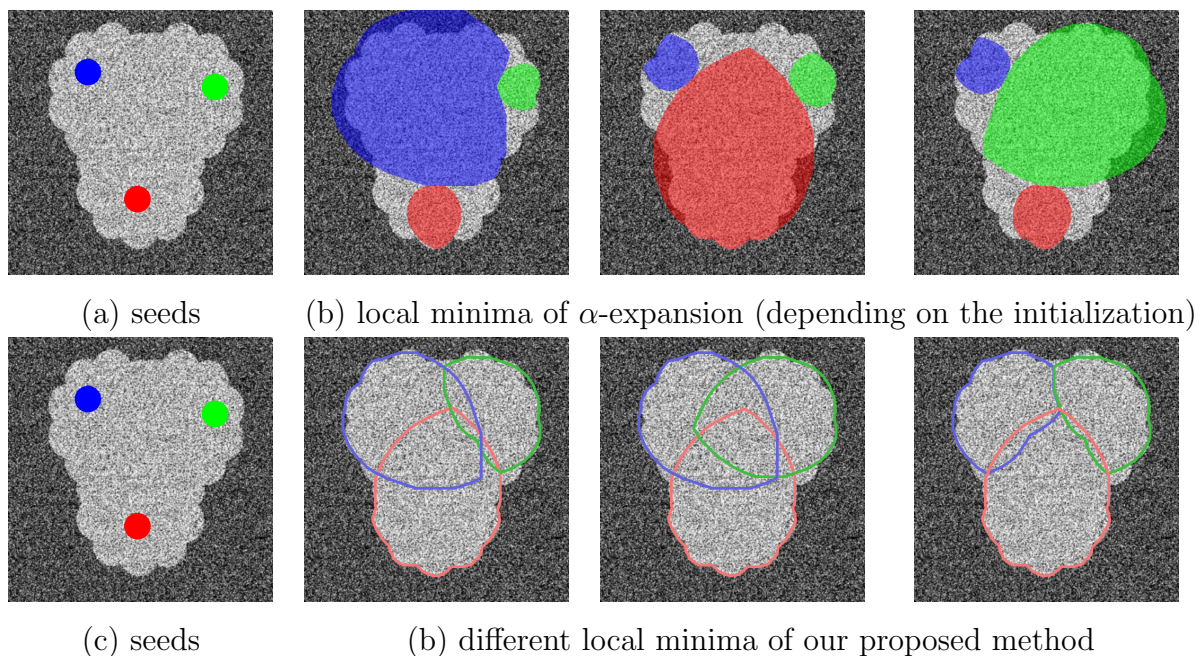 (a) seeds
(b) local minima of α-expansion (depending on the initialization)
(c) seeds
(b) different local minima of our proposed method